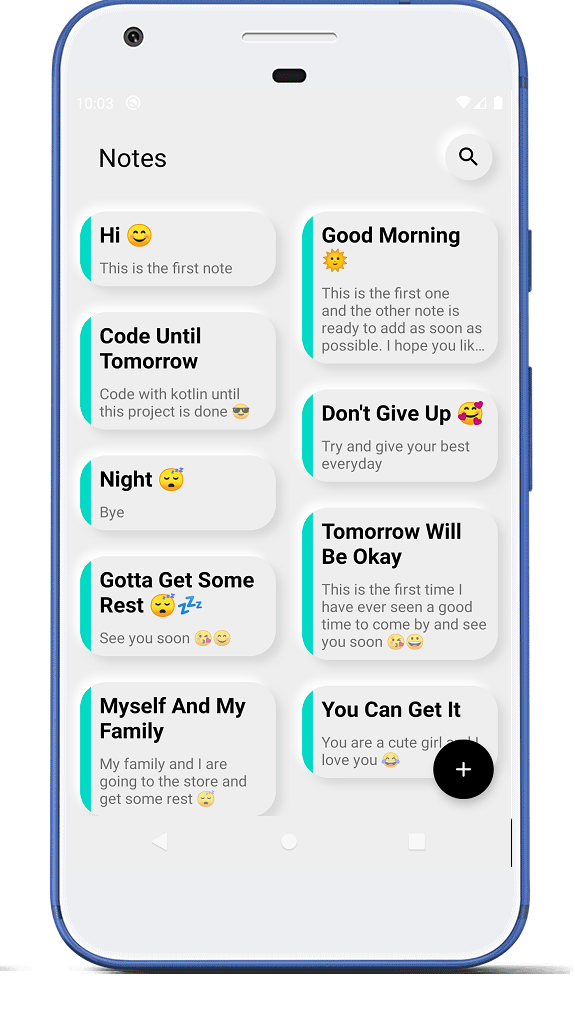 10:03
Notes
Hi 😊
This is the first note
Code Until
Tomorrow
Code with kotlin until
this project is done 😎
Night 😴
Bye
Gotta Get Some
Rest 😴💤
See you soon 😘😊
Myself And My
Family
My family and I are
going to the store and
get some rest 😴
Good Morning
🌞
This is the first one
and the other note is
ready to add as soon as
possible. I hope you lik…
Don't Give Up 🥰
Try and give your best
everyday
Tomorrow Will
Be Okay
This is the first time I
have ever seen a good
time to come by and see
you soon 😘😀
You Can Get It
You are a cute girl and I
love you 😂